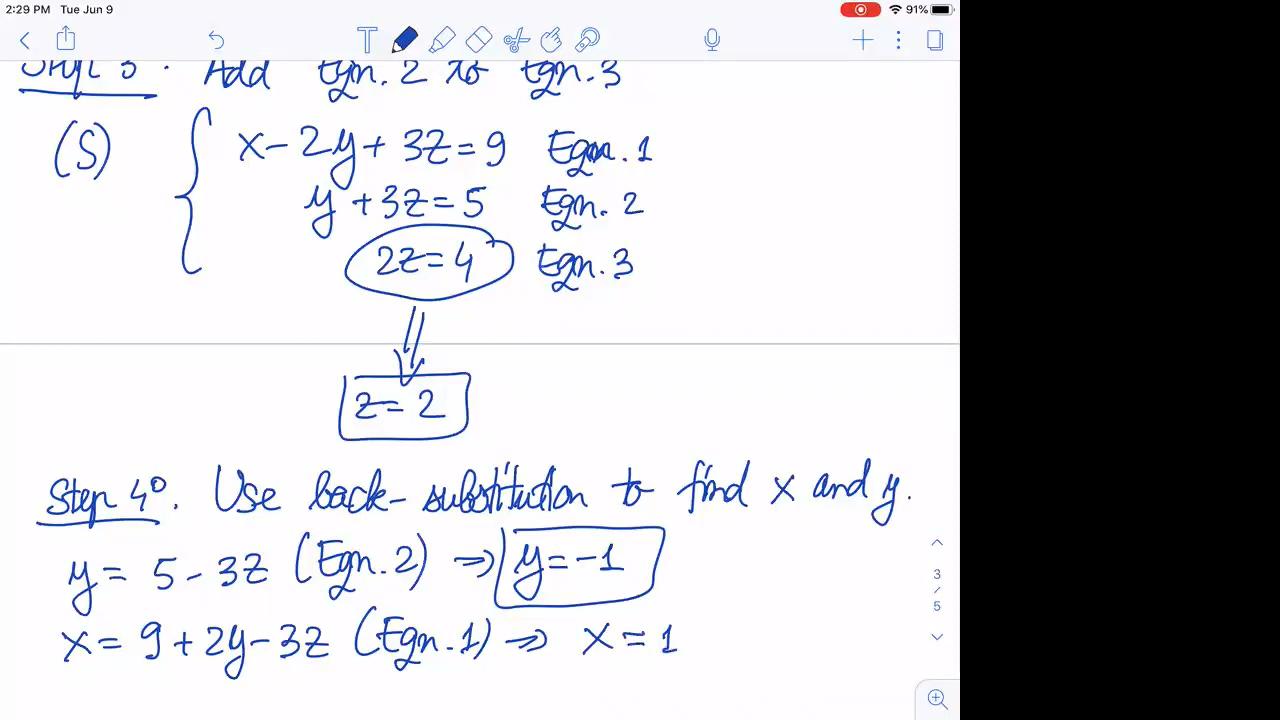 2:29 PM Tue Jun 9 91%
Step 3°. Add Eqn. 2 to Eqn. 3
(S) x - 2y + 3z = 9 Eqn. 1
y + 3z = 5 Eqn. 2
2z = 4 Eqn. 3
z = 2
Step 4°. Use back-substitution to find x and y.
y = 5 - 3z (Eqn. 2) ⇒ y = -1
x = 9 + 2y - 3z (Eqn. 1) ⇒ x = 1
3
/
5